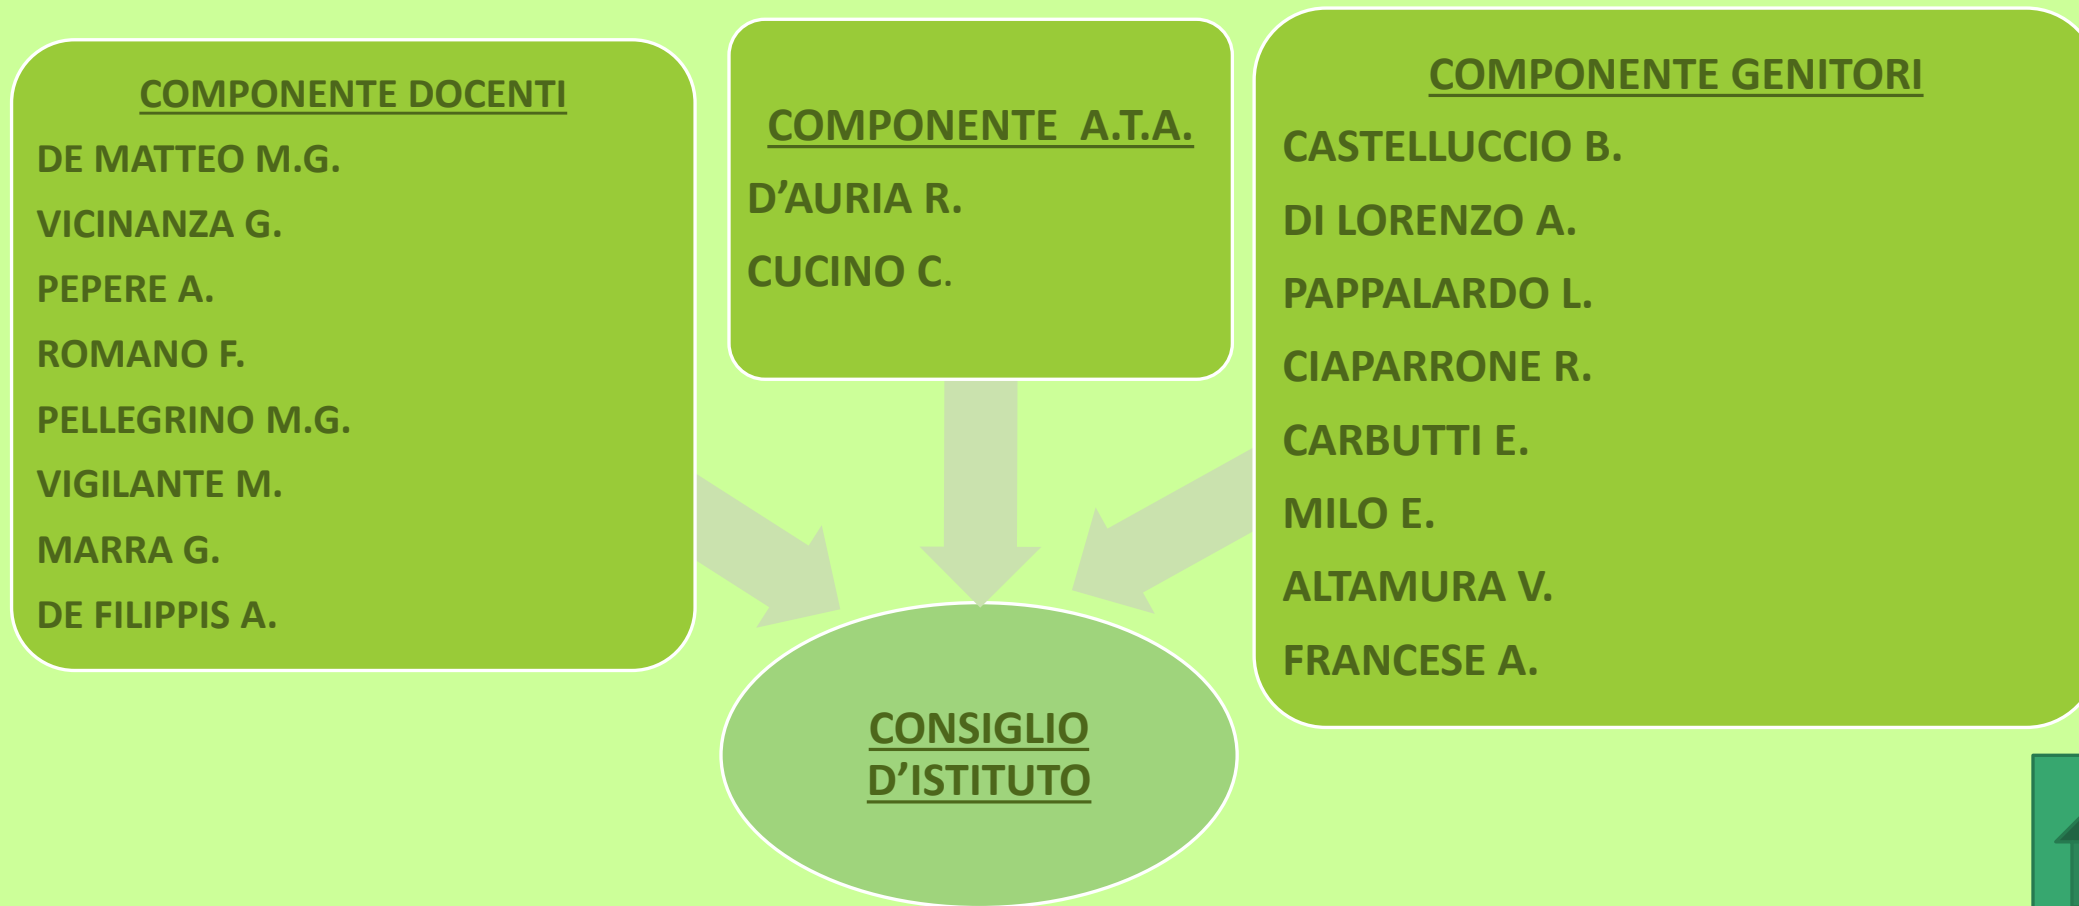 COMPONENTE DOCENTI
DE MATTEO M.G.
VICINANZA G.
PEPERE A.
ROMANO F.
PELLEGRINO M.G.
VIGILANTE M.
MARRA G.
DE FILIPPIS A.
COMPONENTE A.T.A.
D’AURIA R.
CUCINO C.
COMPONENTE GENITORI
CASTELLUCCIO B.
DI LORENZO A.
PAPPALARDO L.
CIAPARRONE R.
CARBUTTI E.
MILO E.
ALTAMURA V.
FRANCESE A.
CONSIGLIO
D’ISTITUTO